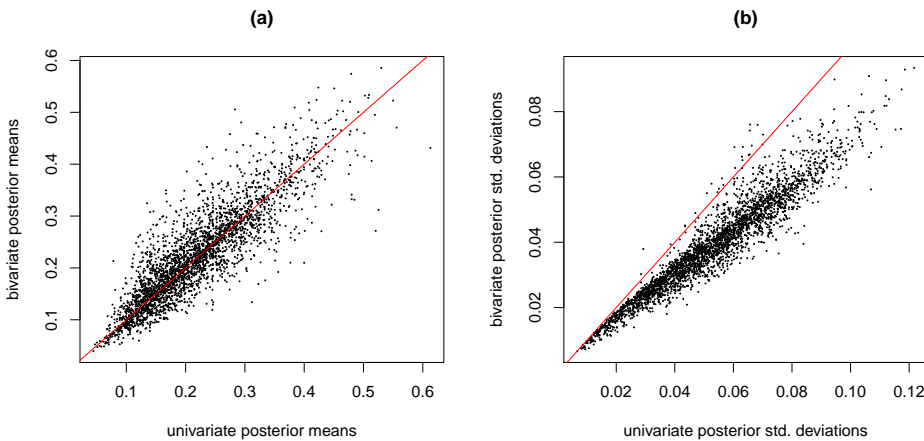 (a)
bivariate posterior means
0.6
0.5
0.4
0.3
0.2
0.1
0.1 0.2 0.3 0.4 0.5 0.6
univariate posterior means
(b)
bivariate posterior std. deviations
0.08
0.06
0.04
0.02
0.02 0.04 0.06 0.08 0.10 0.12
univariate posterior std. deviations